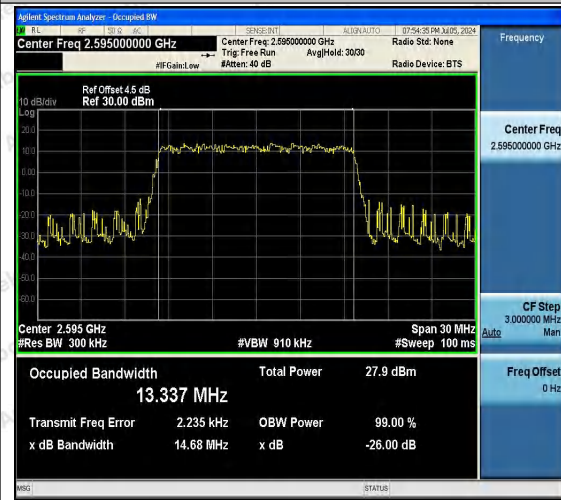 Agilent Spectrum Analyzer - Occupied BW
RL RF 50 Ω AC SENSE:INT ALIGN AUTO 07:54:35 PM Jul 05, 2024
Center Freq 2.595000000 GHz
Center Freq: 2.595000000 GHz
Radio Std: None
Trig: Free Run Avg|Hold: 30/30
#IFGain:Low #Atten: 40 dB Radio Device: BTS
Frequency
Ref Offset 4.5 dB
10 dB/div Ref 30.00 dBm
Log
20.0
10.0
0.00
-10.0
-20.0
-30.0
-60.0
Center Freq
2.595000000 GHz
Center 2.595 GHz Span 30 MHz
#Res BW 300 kHz #VBW 910 kHz #Sweep 100 ms
CF Step
3.000000 MHz
Auto Man
Occupied Bandwidth Total Power 27.9 dBm
13.337 MHz
Transmit Freq Error 2.235 kHz OBW Power 99.00 %
x dB Bandwidth 14.68 MHz x dB -26.00 dB
Freq Offset
0 Hz
MSG STATUS